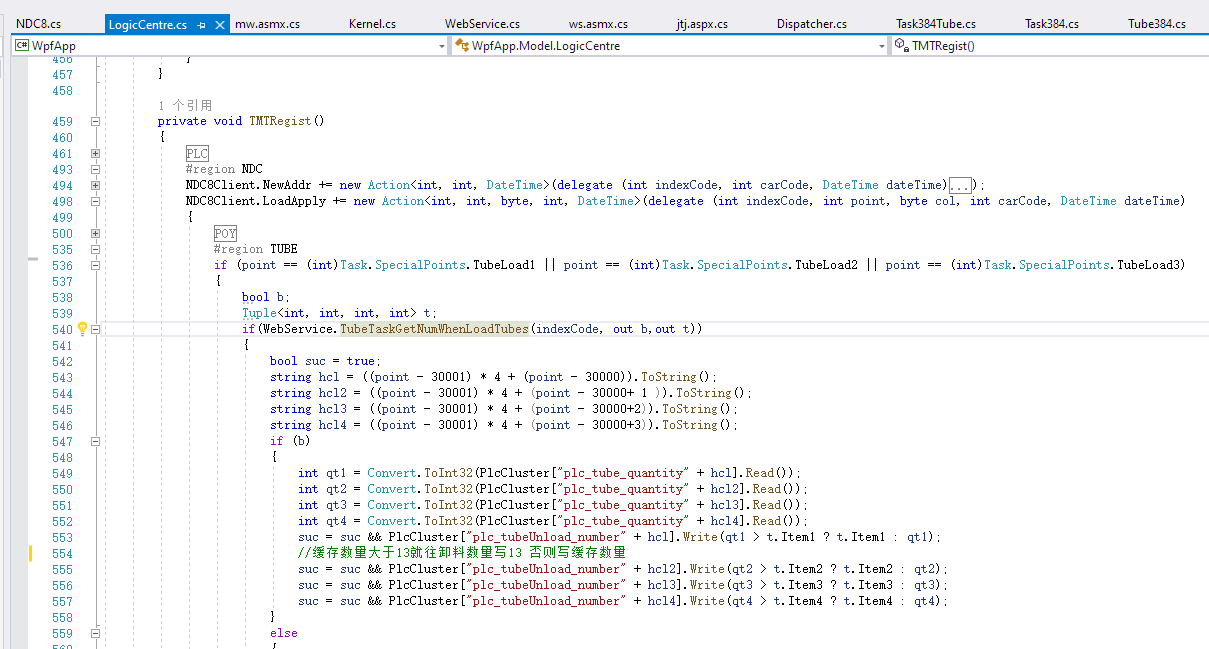 NDC8.cs LogicCentre.cs mw.asmx.cs Kernel.cs WebService.cs ws.asmx.cs jtj.aspx.cs Dispatcher.cs Task384Tube.cs Task384.cs Tube384.cs
C# WpfApp WpfApp.Model.LogicCentre TMTRegist()
456 }
457 }
458
1 个引用
459 private void TMTRegist()
460 {
461 PLC
493 #region NDC
494 NDC8Client.NewAddr += new Action<int, int, DateTime>(delegate (int indexCode, int carCode, DateTime dateTime)...);
498 NDC8Client.LoadApply += new Action<int, int, byte, int, DateTime>(delegate (int indexCode, int point, byte col, int carCode, DateTime dateTime)
499 {
500 POY
535 #region TUBE
536 if (point == (int)Task.SpecialPoints.TubeLoad1 || point == (int)Task.SpecialPoints.TubeLoad2 || point == (int)Task.SpecialPoints.TubeLoad3)
537 {
538 bool b;
539 Tuple<int, int, int, int> t;
540 if(WebService.TubeTaskGetNumWhenLoadTubes(indexCode, out b,out t))
541 {
542 bool suc = true;
543 string hcl = ((point - 30001) * 4 + (point - 30000)).ToString();
544 string hcl2 = ((point - 30001) * 4 + (point - 30000+ 1 )).ToString();
545 string hcl3 = ((point - 30001) * 4 + (point - 30000+2)).ToString();
546 string hcl4 = ((point - 30001) * 4 + (point - 30000+3)).ToString();
547 if (b)
548 {
549 int qt1 = Convert.ToInt32(PlcCluster["plc_tube_quantity" + hcl].Read());
550 int qt2 = Convert.ToInt32(PlcCluster["plc_tube_quantity" + hcl2].Read());
551 int qt3 = Convert.ToInt32(PlcCluster["plc_tube_quantity" + hcl3].Read());
552 int qt4 = Convert.ToInt32(PlcCluster["plc_tube_quantity" + hcl4].Read());
553 suc = suc && PlcCluster["plc_tubeUnload_number" + hcl].Write(qt1 > t.Item1 ? t.Item1 : qt1);
554 //缓存数量大于13就往卸料数量写13 否则写缓存数量
555 suc = suc && PlcCluster["plc_tubeUnload_number" + hcl2].Write(qt2 > t.Item2 ? t.Item2 : qt2);
556 suc = suc && PlcCluster["plc_tubeUnload_number" + hcl3].Write(qt3 > t.Item3 ? t.Item3 : qt3);
557 suc = suc && PlcCluster["plc_tubeUnload_number" + hcl4].Write(qt4 > t.Item4 ? t.Item4 : qt4);
558 }
559 else
560 {